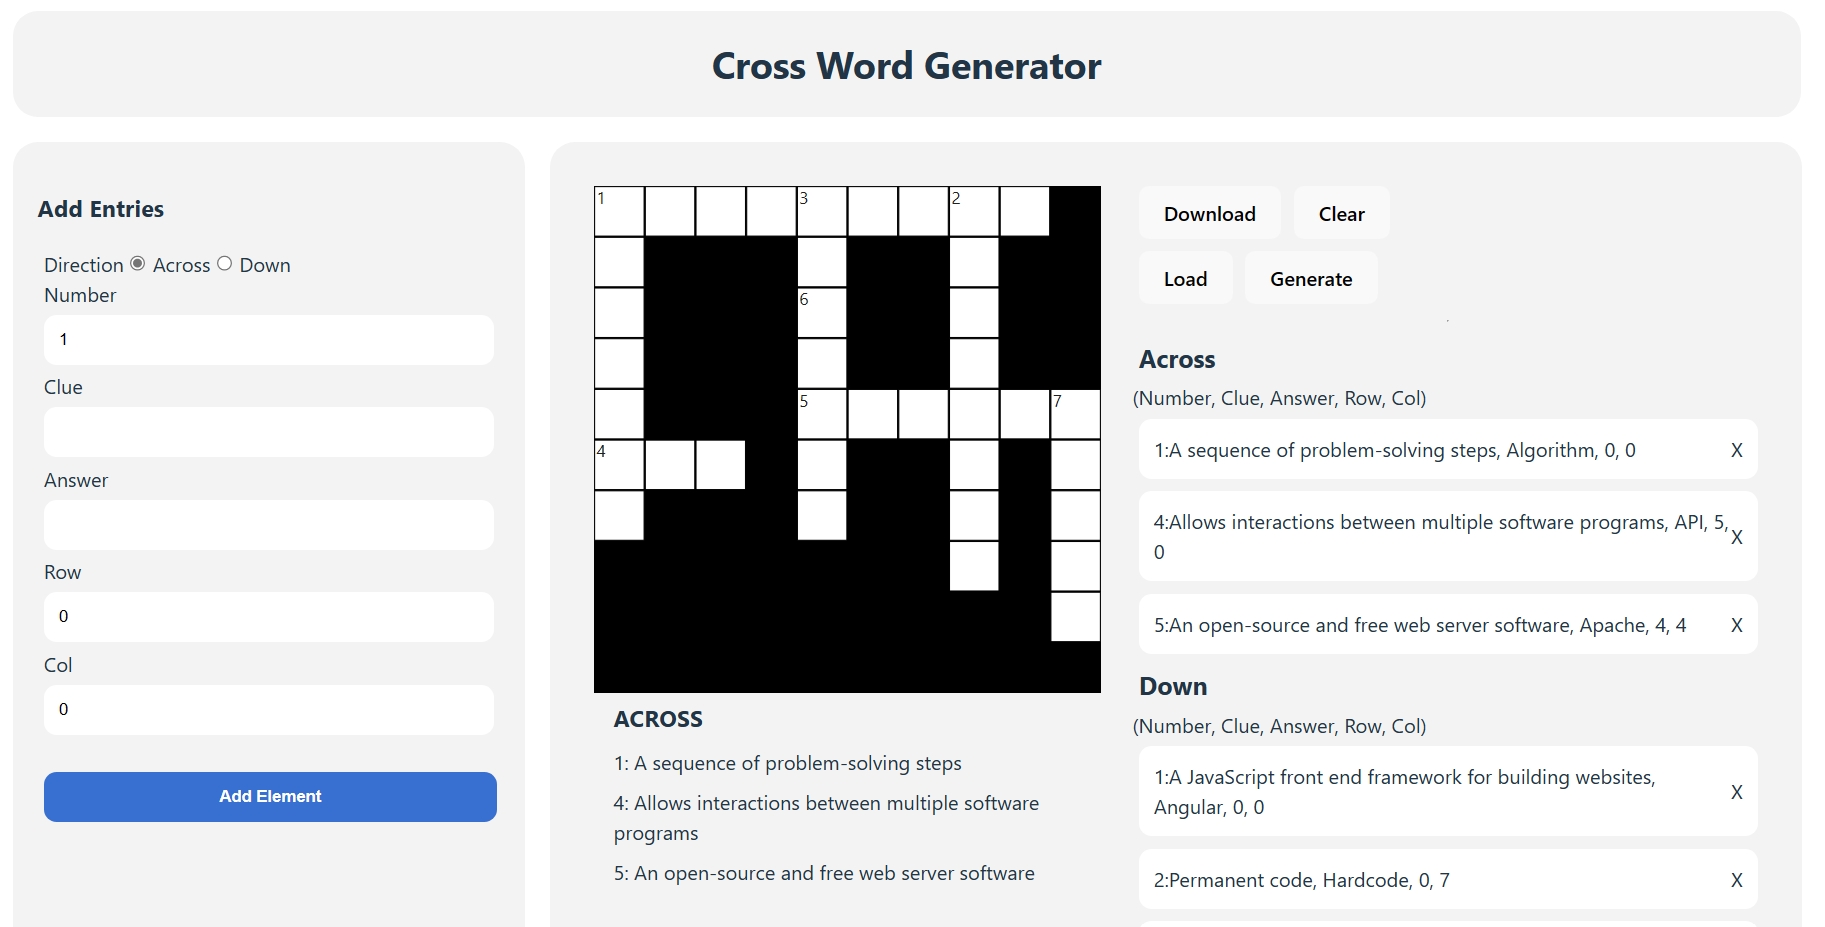 Cross Word Generator
Add Entries
Direction Across Down
Number
1
Clue
Answer
Row
0
Col
0
Add Element
1 3 2
6
5 7
4
ACROSS
1: A sequence of problem-solving steps
4: Allows interactions between multiple software
programs
5: An open-source and free web server software
Download Clear
Load Generate
Across
(Number, Clue, Answer, Row, Col)
1:A sequence of problem-solving steps, Algorithm, 0, 0 X
4:Allows interactions between multiple software programs, API, 5, X
0
5:An open-source and free web server software, Apache, 4, 4 X
Down
(Number, Clue, Answer, Row, Col)
1:A JavaScript front end framework for building websites, X
Angular, 0, 0
2:Permanent code, Hardcode, 0, 7 X